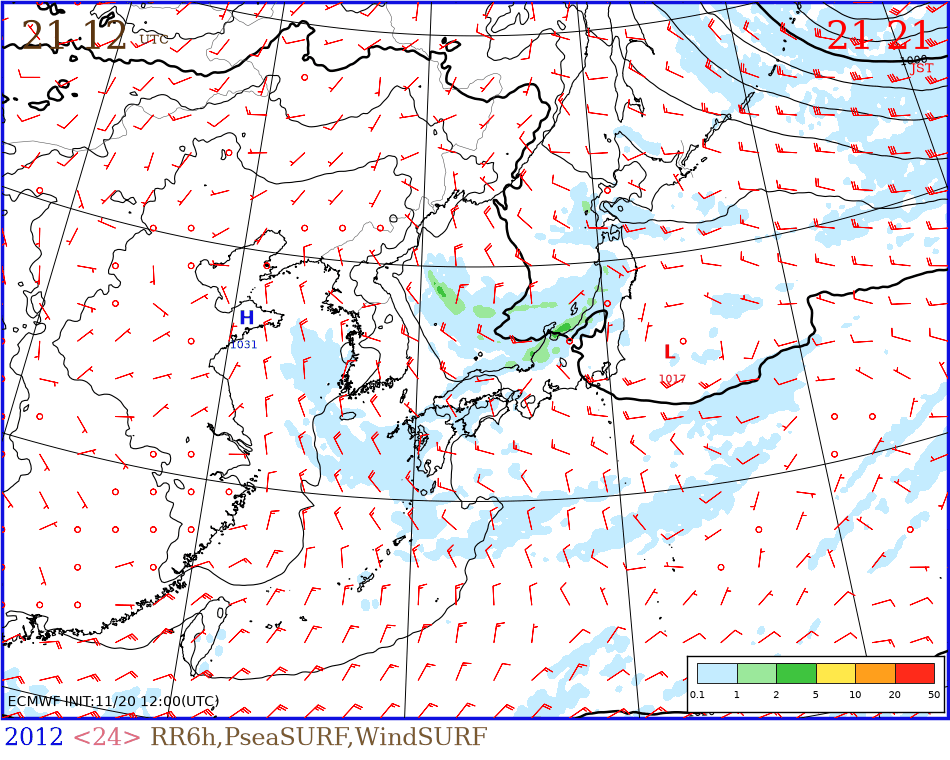 21.12 UTC
21.21
1000
JST
H
1031
L
1017
0.1 1 2 5 10 20 50
ECMWF INIT:11/20 12:00(UTC)
2012 <24> RR6h,PseaSURF,WindSURF